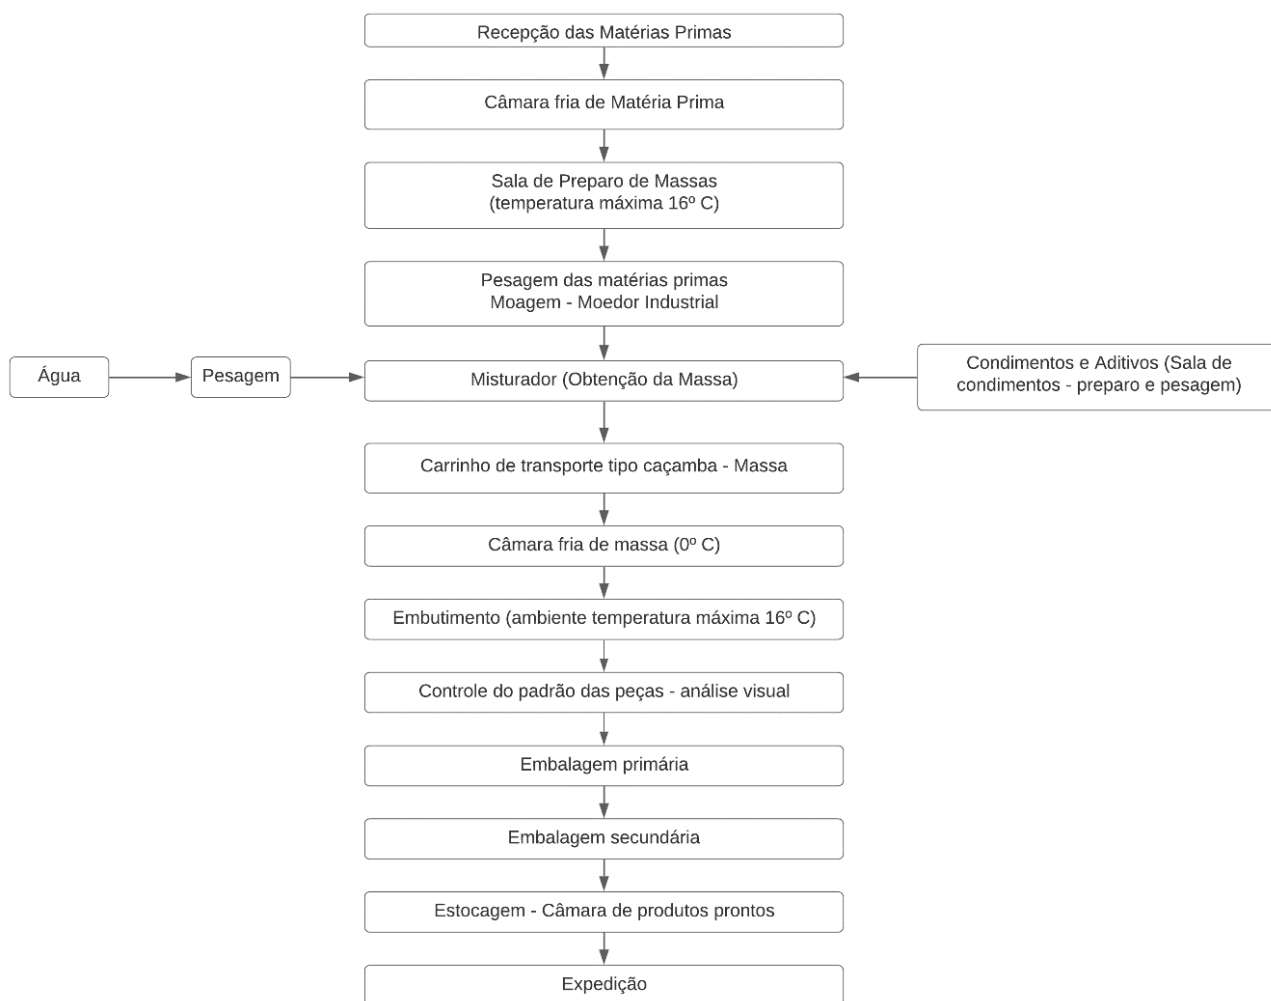 Recepção das Matérias Primas
Câmara fria de Matéria Prima
Sala de Preparo de Massas
(temperatura máxima 16º C)
Pesagem das matérias primas
Moagem - Moedor Industrial
Água
Pesagem
Misturador (Obtenção da Massa)
Condimentos e Aditivos (Sala de
condimentos - preparo e pesagem)
Carrinho de transporte tipo caçamba - Massa
Câmara fria de massa (0º C)
Embutimento (ambiente temperatura máxima 16º C)
Controle do padrão das peças - análise visual
Embalagem primária
Embalagem secundária
Estocagem - Câmara de produtos prontos
Expedição